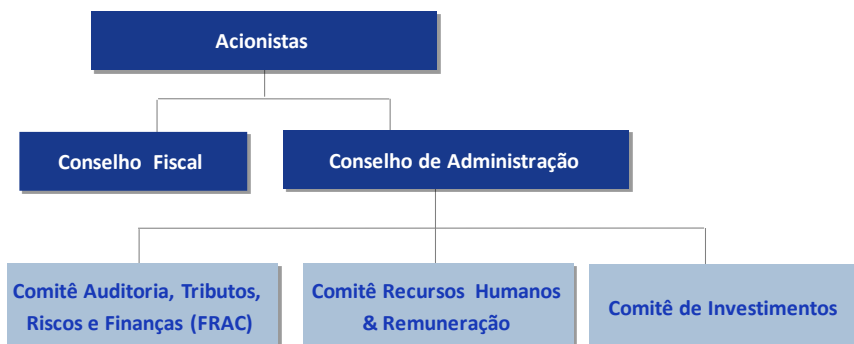 Acionistas
Conselho Fiscal
Conselho de Administração
Comitê Auditoria, Tributos,
Riscos e Finanças (FRAC)
Comitê Recursos Humanos
& Remuneração
Comitê de Investimentos